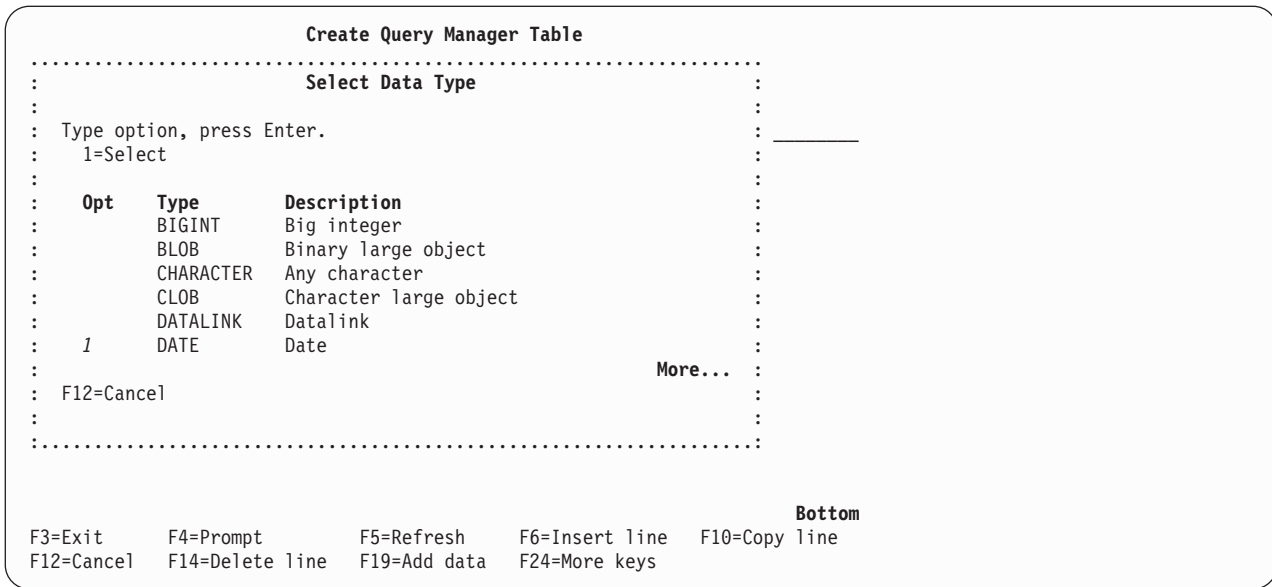 Create Query Manager Table
......................................................................
: Select Data Type :
: :
: Type option, press Enter. : ________
: 1=Select :
: :
: Opt Type Description :
: BIGINT Big integer :
: BLOB Binary large object :
: CHARACTER Any character :
: CLOB Character large object :
: DATALINK Datalink :
: 1 DATE Date :
: More... :
: F12=Cancel :
: :
:....................................................................:
Bottom
F3=Exit F4=Prompt F5=Refresh F6=Insert line F10=Copy line
F12=Cancel F14=Delete line F19=Add data F24=More keys